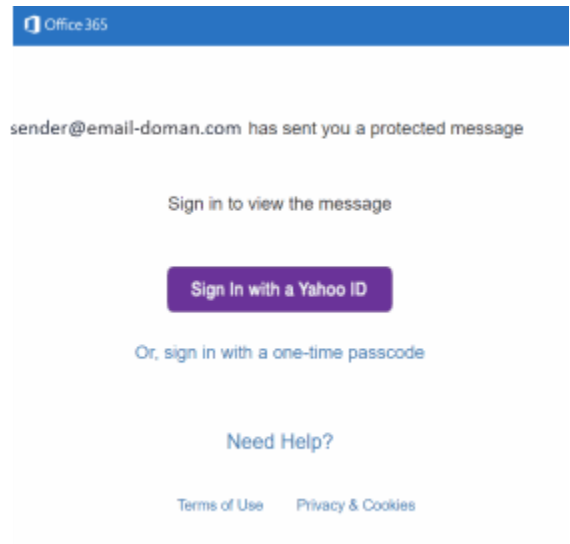 Office 365
sender@email-doman.com has sent you a protected message
Sign in to view the message
Sign In with a Yahoo ID
Or, sign in with a one-time passcode
Need Help?
Terms of Use Privacy & Cookies